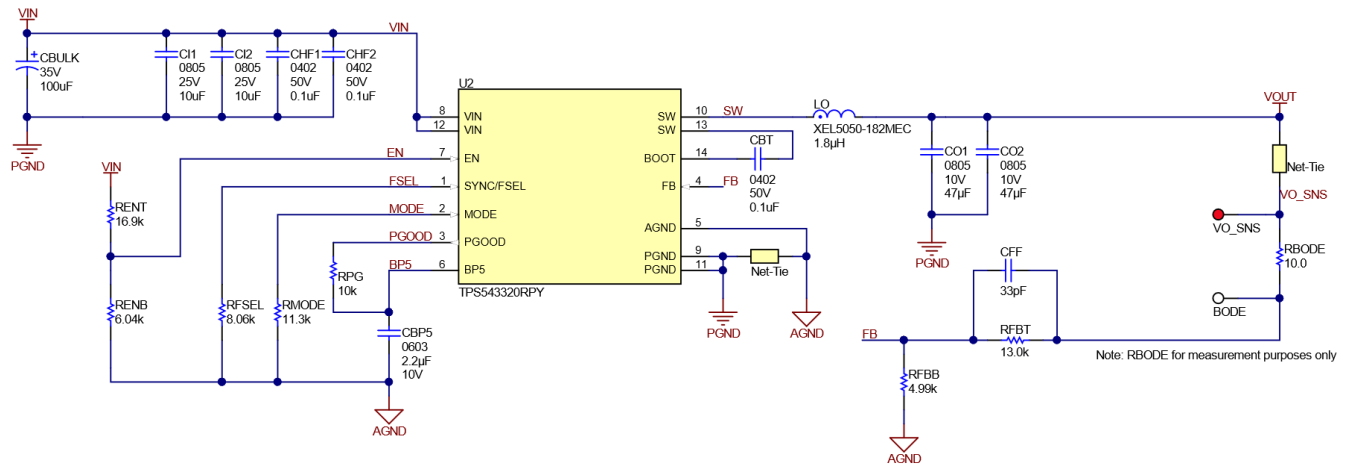 VIN
CBULK
35V
100uF
CI1
0805
25V
10uF
CI2
0805
25V
10uF
CHF1
0402
50V
0.1uF
CHF2
0402
50V
0.1uF
VIN
PGND
VIN
RENT
16.9k
RENB
6.04k
RFSEL
8.06k
RMODE
11.3k
RPG
10k
CBP5
0603
2.2µF
10V
AGND
EN
FSEL
MODE
PGOOD
BP5
U2
8 VIN
12 VIN
7 EN
1 SYNC/FSEL
2 MODE
3 PGOOD
6 BP5
SW 10
SW 13
BOOT 14
FB 4
AGND 5
PGND 9
PGND 11
TPS543320RPY
SW
FB
CBT
0402
50V
0.1uF
Net-Tie
PGND
AGND
LO
XEL5050-182MEC
1.8µH
CO1
0805
10V
47µF
CO2
0805
10V
47µF
PGND
VOUT
Net-Tie
VO_SNS
VO_SNS
RBODE
10.0
BODE
CFF
33pF
FB
RFBT
13.0k
RFBB
4.99k
AGND
Note: RBODE for measurement purposes only